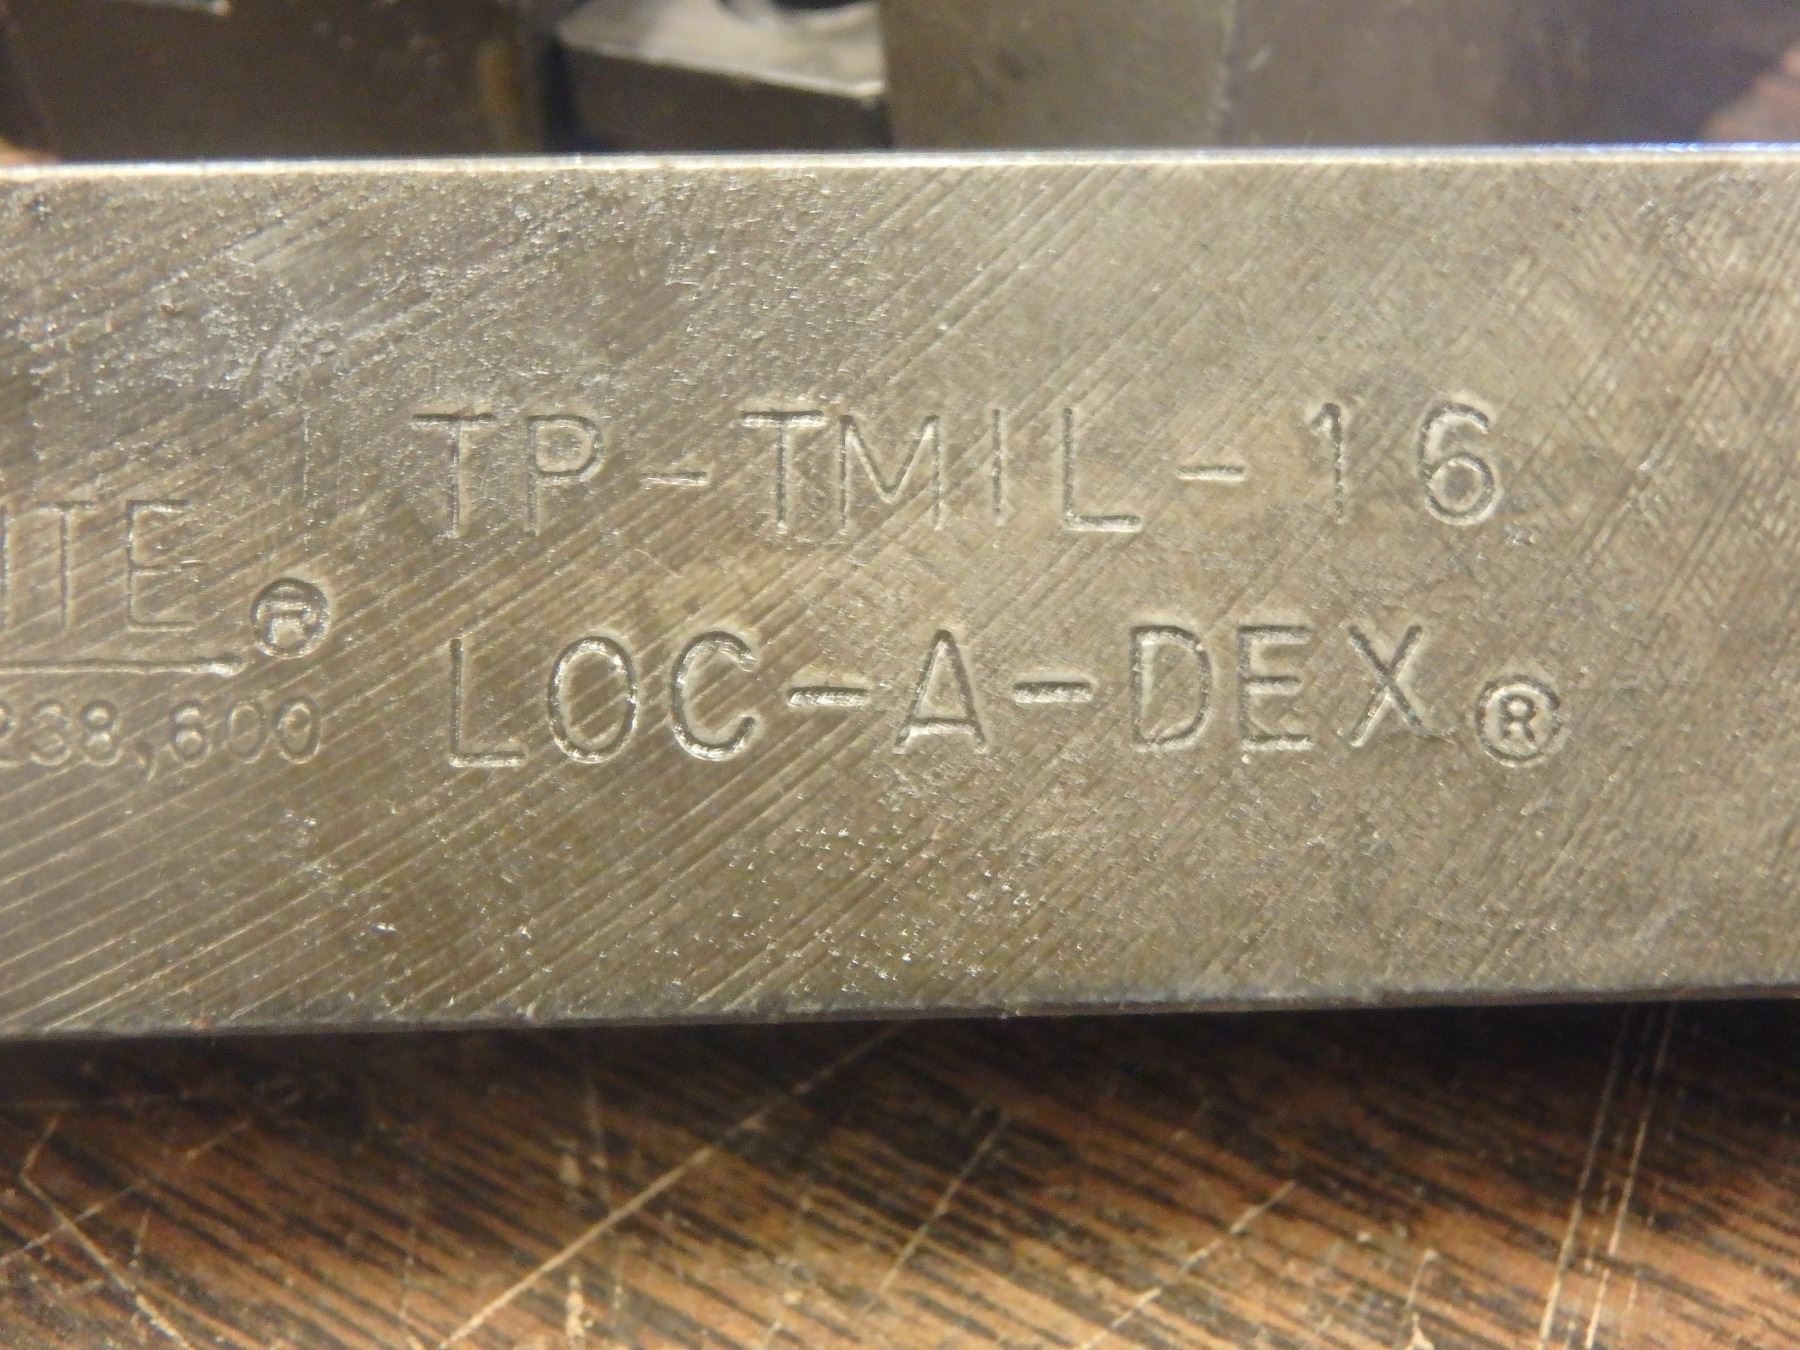 TP-TMIL-16
ITE®
LOC-A-DEX®
238,600